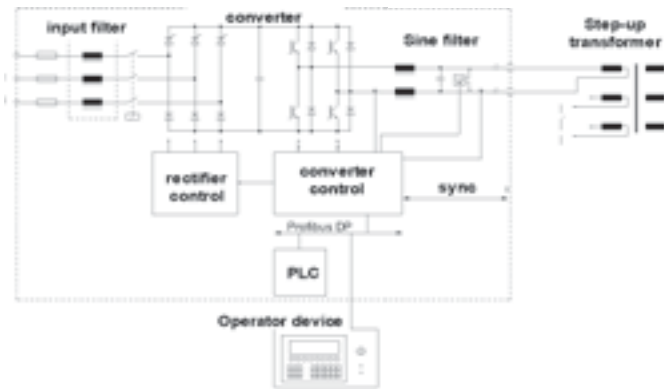 converter
input filter
Step-up
transformer
Sine filter
rectifier
control
converter
control
sync
Profibus DP
PLC
Operator device